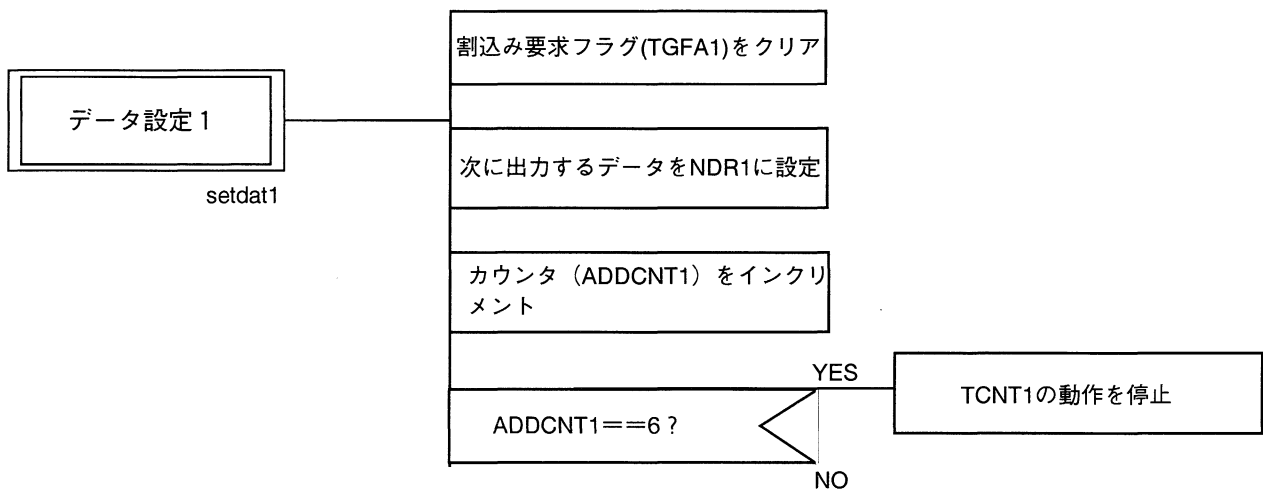 割込み要求フラグ(TGFA1)をクリア
データ設定1
setdat1
次に出力するデータをNDR1に設定
カウンタ(ADDCNT1)をインクリ
メント
YES
TCNT1の動作を停止
ADDCNT1==6?
NO